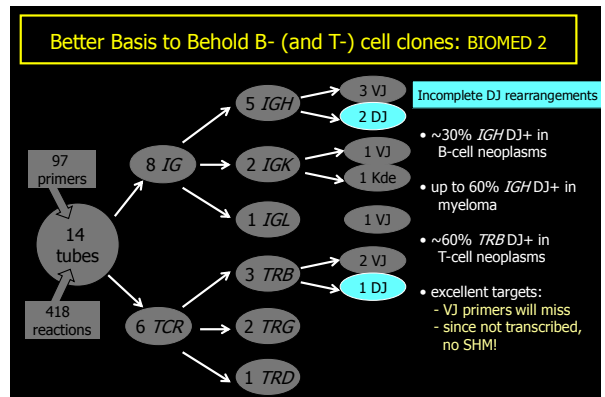 Better Basis to Behold B- (and T-) cell clones: BIOMED 2
97
primers
14
tubes
418
reactions
8 IG
6 TCR
5 IGH
2 IGK
1 IGL
3 TRB
2 TRG
1 TRD
3 VJ
2 DJ
1 VJ
1 Kde
1 VJ
2 VJ
1 DJ
Incomplete DJ rearrangements
• ~30% IGH DJ+ in
B-cell neoplasms
• up to 60% IGH DJ+ in
myeloma
• ~60% TRB DJ+ in
T-cell neoplasms
• excellent targets:
- VJ primers will miss
- since not transcribed,
no SHM!